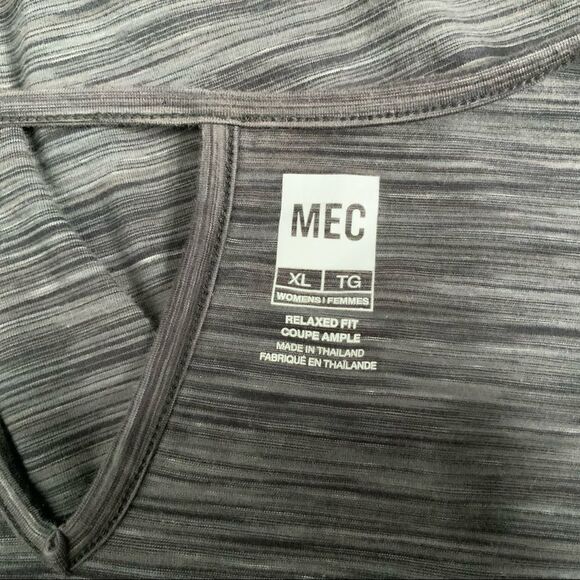 MEC
XL TG
WOMENS | FEMMES
RELAXED FIT
COUPE AMPLE
MADE IN THAILAND
FABRIQUÉ EN THAÏLANDE